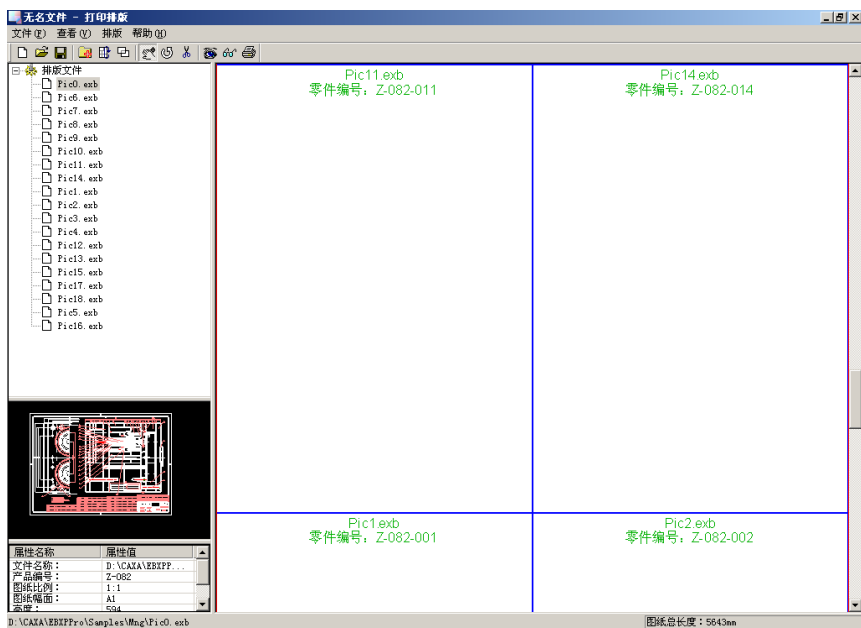 无名文件 - 打印排版
文件(F) 查看(V) 排版 帮助(H)
排版文件
Pic0.exb
Pic6.exb
Pic7.exb
Pic8.exb
Pic9.exb
Pic10.exb
Pic11.exb
Pic14.exb
Pic1.exb
Pic2.exb
Pic3.exb
Pic4.exb
Pic12.exb
Pic13.exb
Pic15.exb
Pic17.exb
Pic18.exb
Pic5.exb
Pic16.exb
Pic11.exb
零件编号：Z-082-011
Pic14.exb
零件编号：Z-082-014
Pic1.exb
零件编号：Z-082-001
Pic2.exb
零件编号：Z-082-002
属性名称 属性值
文件名称： D:\CAXA\EBXPP...
产品编号： Z-082
图纸比例： 1:1
图纸幅面： A1
高度： 594
D:\CAXA\EBXPPro\Samples\Mng\Pic0.exb
图纸总长度：5643mm